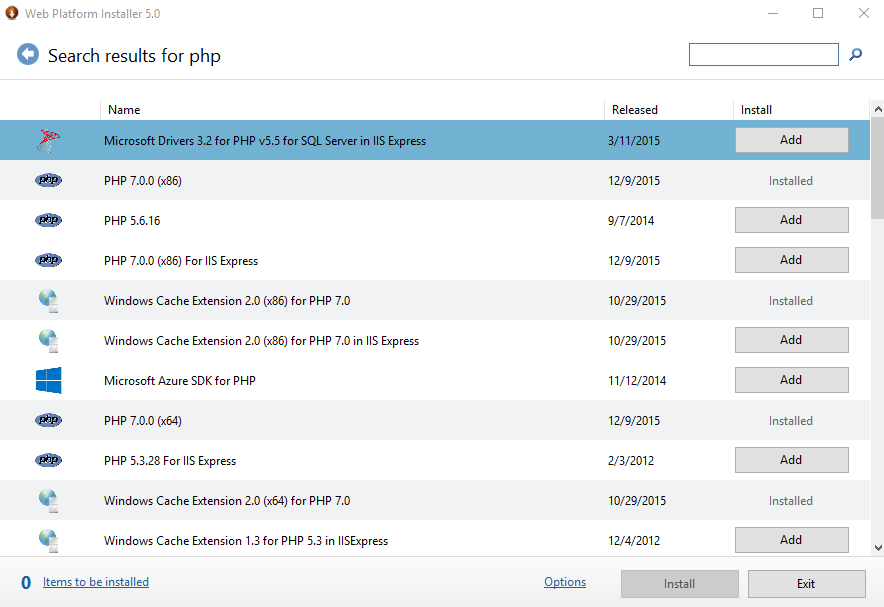 Web Platform Installer 5.0
Search results for php
Name Released Install
Microsoft Drivers 3.2 for PHP v5.5 for SQL Server in IIS Express 3/11/2015 Add
php PHP 7.0.0 (x86) 12/9/2015 Installed
php PHP 5.6.16 9/7/2014 Add
php PHP 7.0.0 (x86) For IIS Express 12/9/2015 Add
Windows Cache Extension 2.0 (x86) for PHP 7.0 10/29/2015 Installed
Windows Cache Extension 2.0 (x86) for PHP 7.0 in IIS Express 10/29/2015 Add
Microsoft Azure SDK for PHP 11/12/2014 Add
php PHP 7.0.0 (x64) 12/9/2015 Installed
php PHP 5.3.28 For IIS Express 2/3/2012 Add
Windows Cache Extension 2.0 (x64) for PHP 7.0 10/29/2015 Installed
Windows Cache Extension 1.3 for PHP 5.3 in IISExpress 12/4/2012 Add
0 Items to be installed Options Install Exit